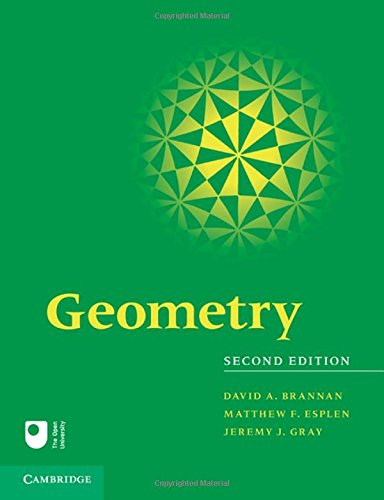 Copyrighted Material
Geometry
SECOND EDITION
DAVID A. BRANNAN
MATTHEW F. ESPLEN
JEREMY J. GRAY
The Open
University
CAMBRIDGE
Copyrighted Material